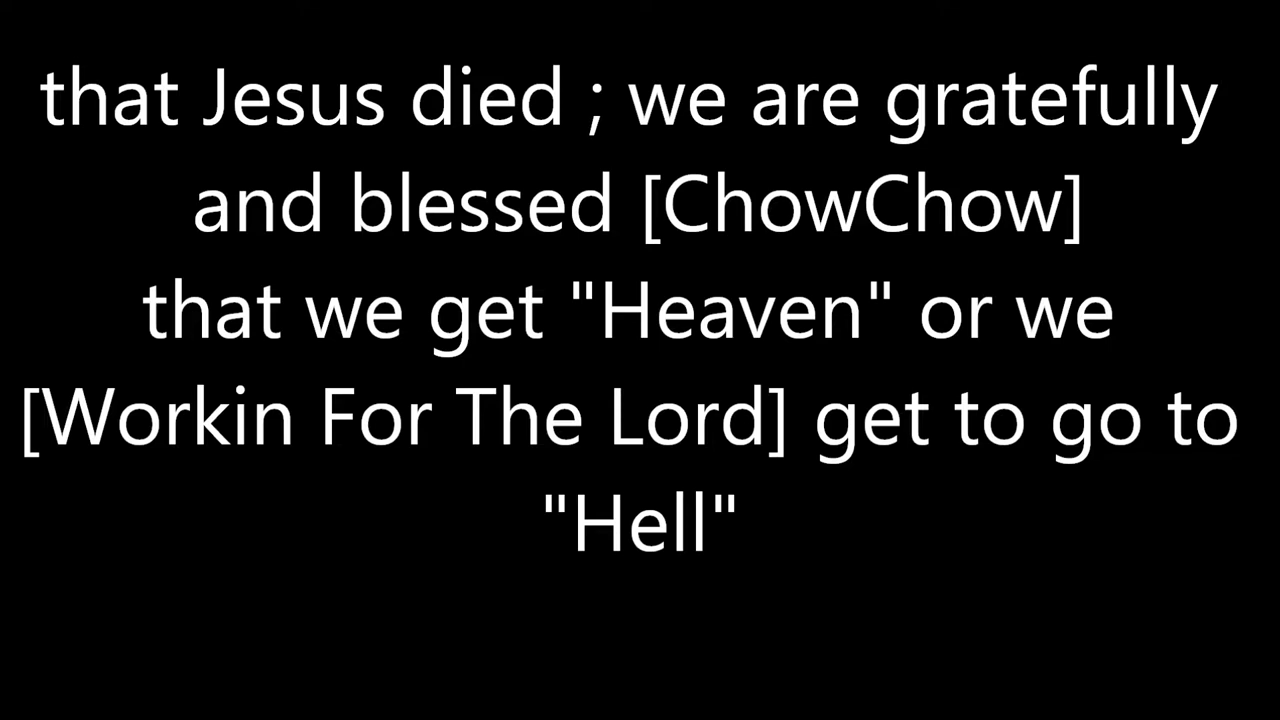 that Jesus died ; we are gratefully
and blessed [ChowChow]
that we get "Heaven" or we
[Workin For The Lord] get to go to
"Hell"